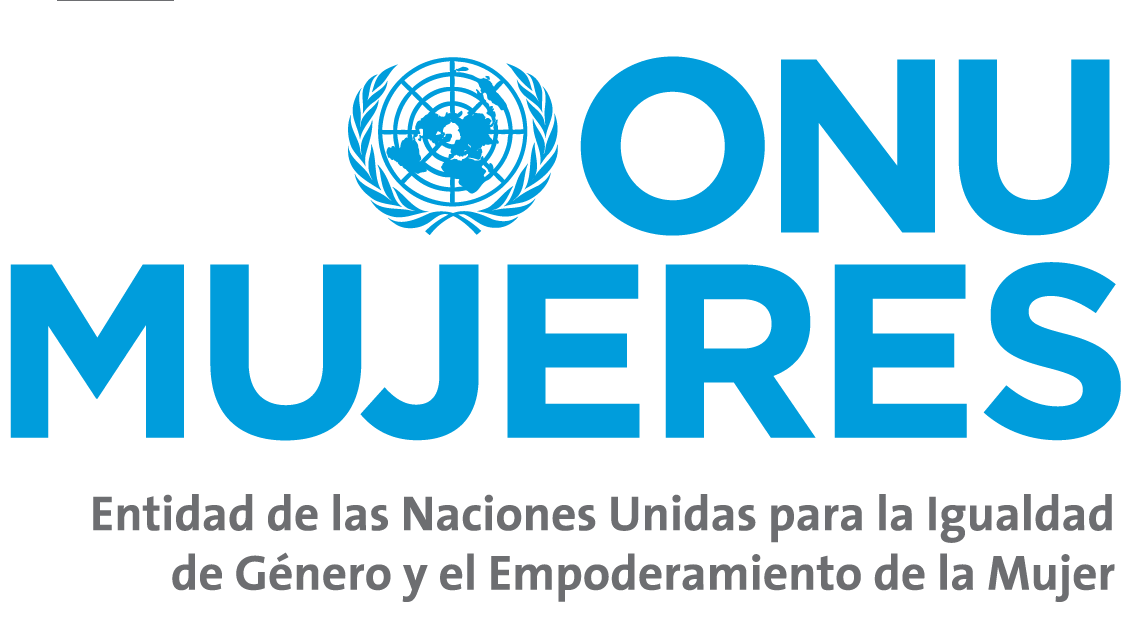 ONU
MUJERES
Entidad de las Naciones Unidas para la Igualdad
de Género y el Empoderamiento de la Mujer